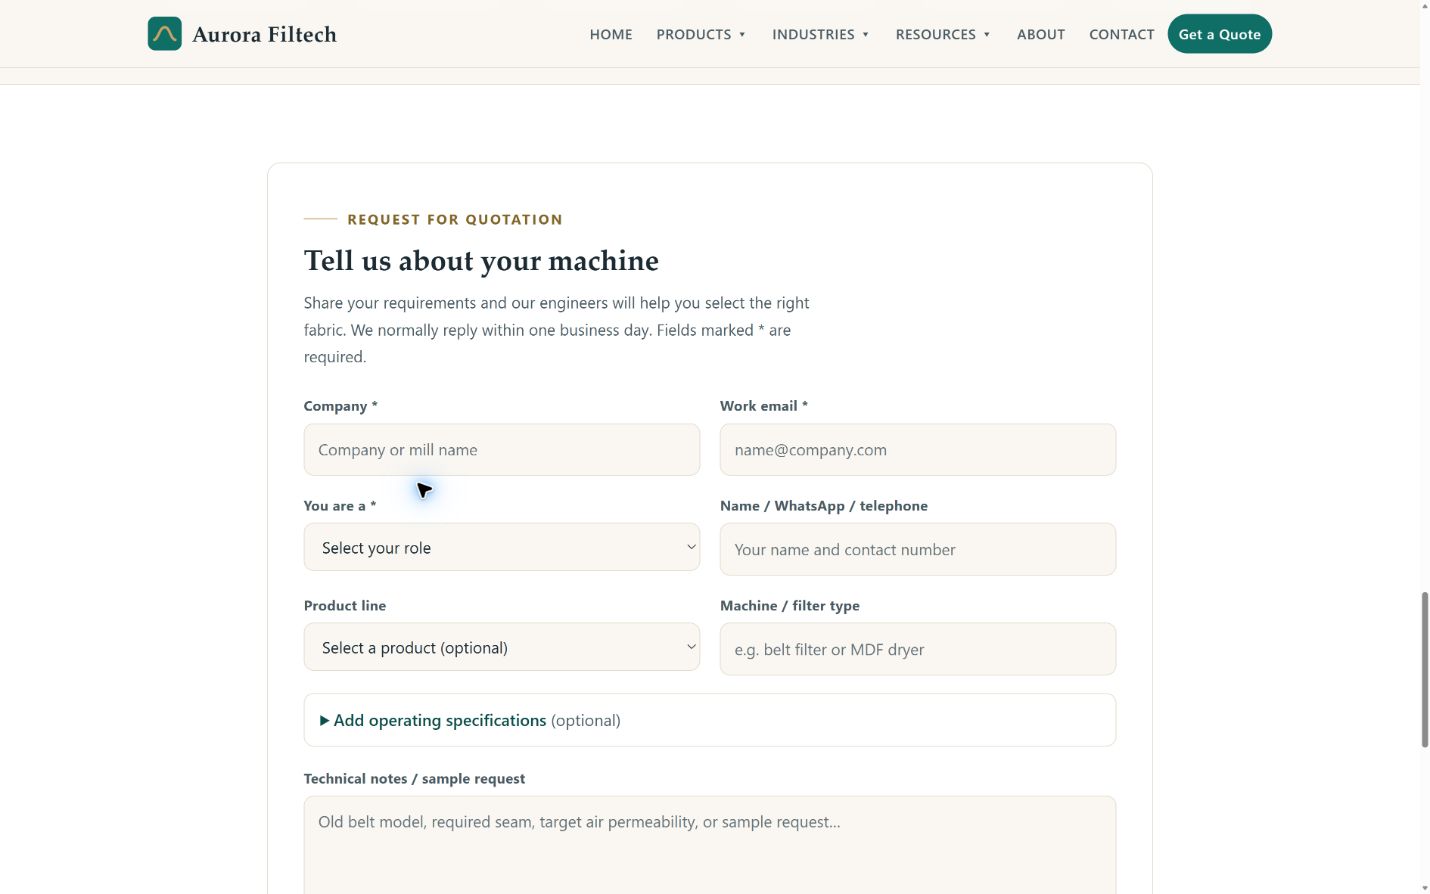 Aurora Filtech
HOME PRODUCTS ▼ INDUSTRIES ▼ RESOURCES ▼ ABOUT CONTACT Get a Quote
REQUEST FOR QUOTATION
Tell us about your machine
Share your requirements and our engineers will help you select the right
fabric. We normally reply within one business day. Fields marked * are
required.
Company * Work email *
Company or mill name name@company.com
You are a * Name / WhatsApp / telephone
Select your role Your name and contact number
Product line Machine / filter type
Select a product (optional) e.g. belt filter or MDF dryer
▶ Add operating specifications (optional)
Technical notes / sample request
Old belt model, required seam, target air permeability, or sample request...